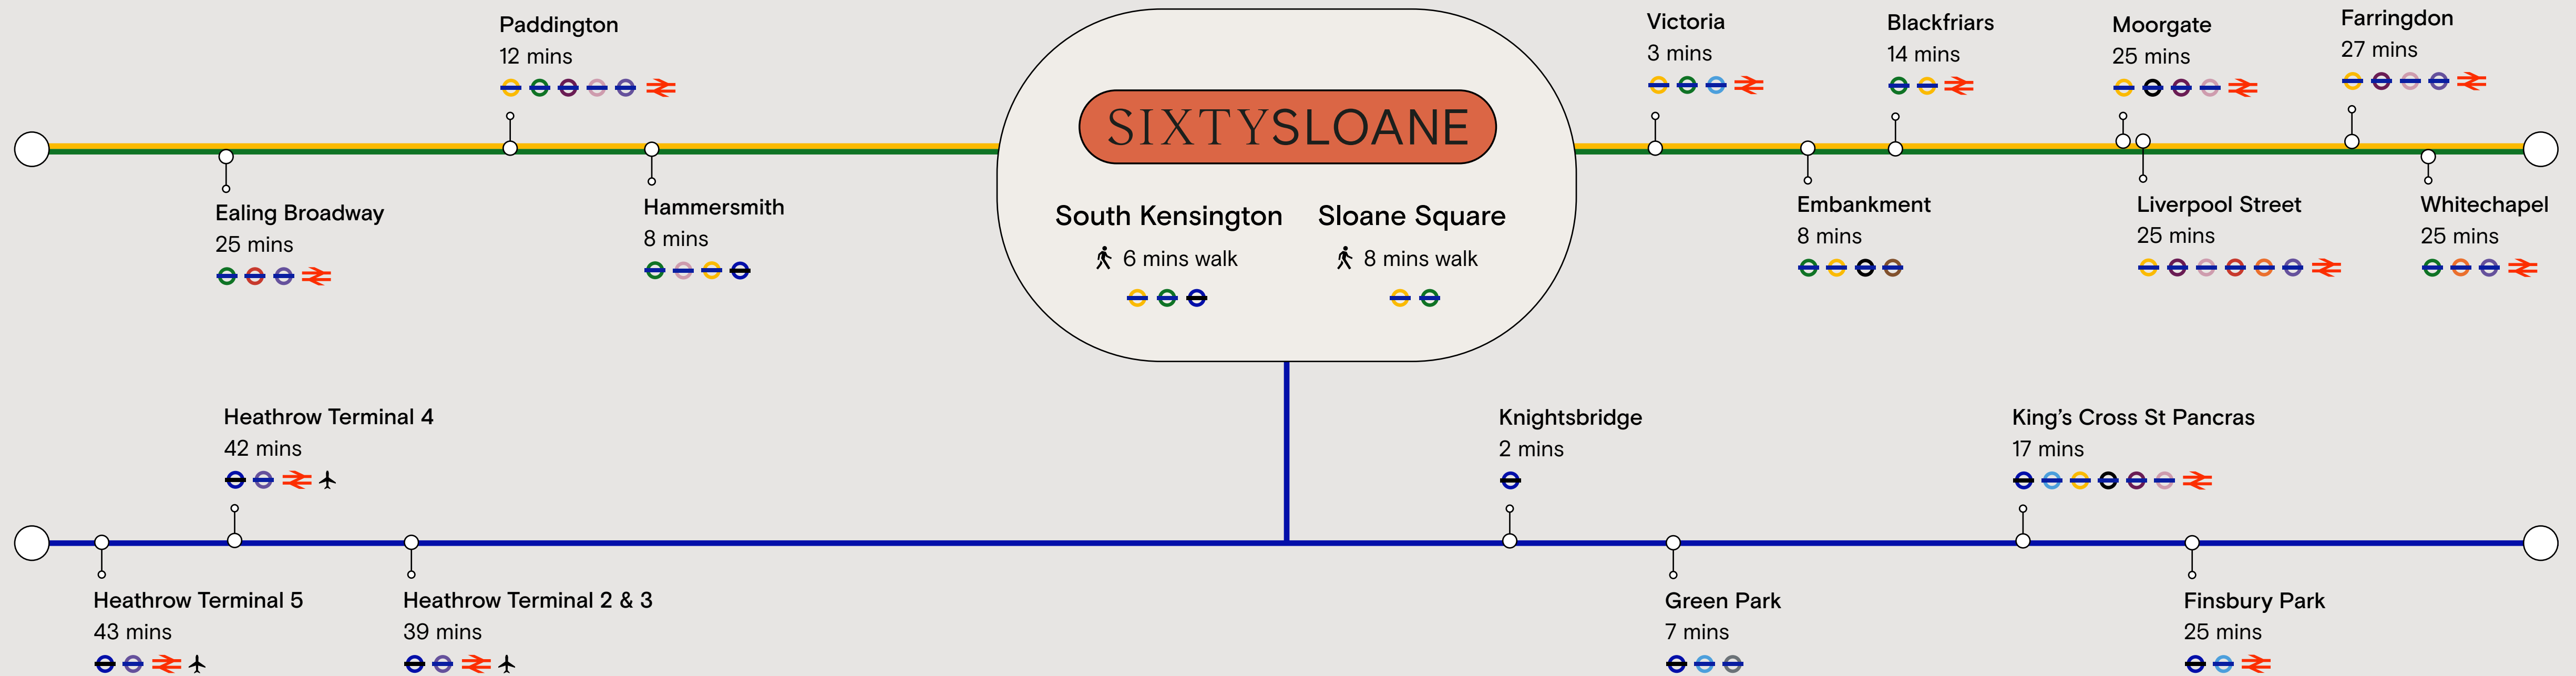 Paddington
12 mins
Ealing Broadway
25 mins
Hammersmith
8 mins
SIXTYSLOANE
South Kensington
6 mins walk
Sloane Square
8 mins walk
Victoria
3 mins
Blackfriars
14 mins
Moorgate
25 mins
Farringdon
27 mins
Embankment
8 mins
Liverpool Street
25 mins
Whitechapel
25 mins
Heathrow Terminal 4
42 mins
Heathrow Terminal 5
43 mins
Heathrow Terminal 2 & 3
39 mins
Knightsbridge
2 mins
King’s Cross St Pancras
17 mins
Green Park
7 mins
Finsbury Park
25 mins